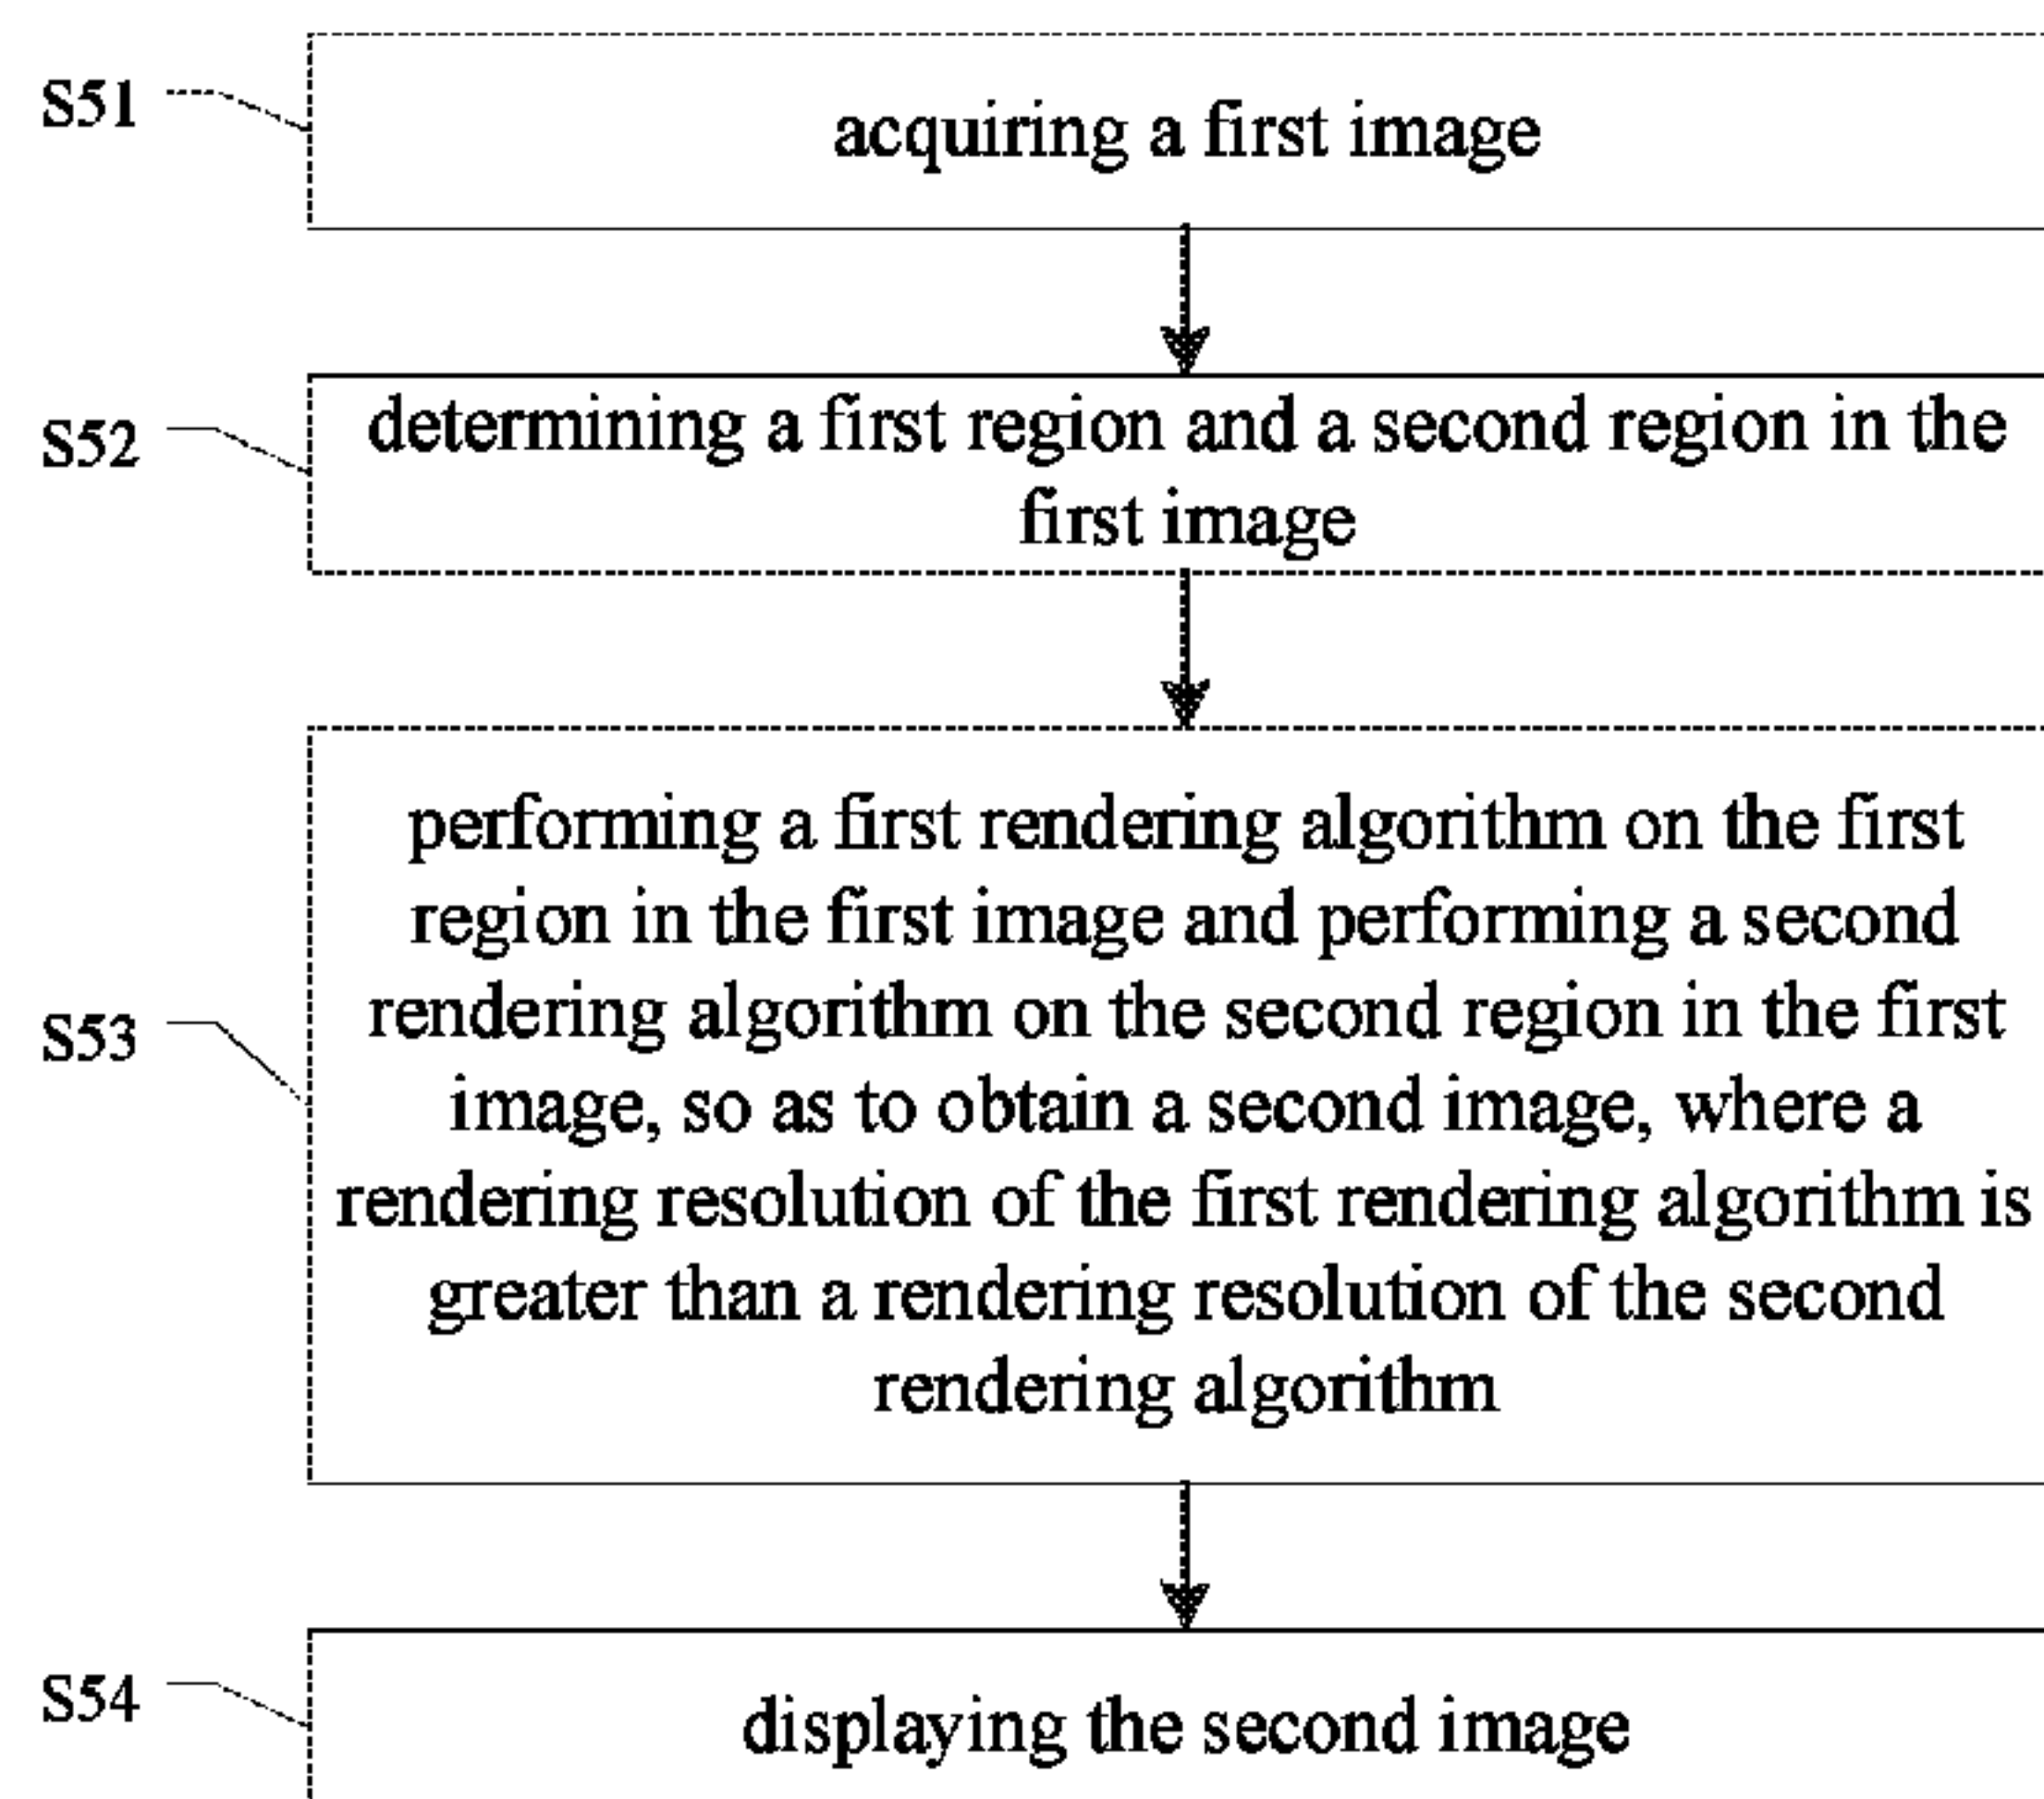 S51
acquiring a first image
S52
determining a first region and a second region in the
first image
performing a first rendering algorithm on the first
region in the first image and performing a second
rendering algorithm on the second region in the first
S53
image, so as to obtain a second image, where a
rendering resolution of the first rendering algorithm is
greater than a rendering resolution of the second
rendering algorithm
S54
displaying the second image